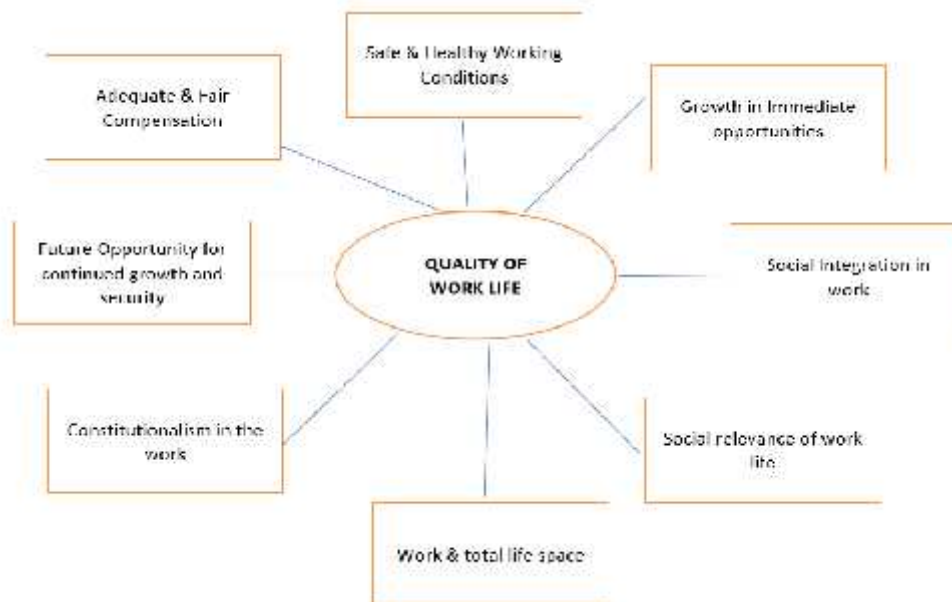 Safe & Healthy Working
Conditions
Adequate & Fair
Compensation
Growth in Immediate
opportunities
Future Opportunity for
continued growth and
security
QUALITY OF
WORK LIFE
Social Integration in
work
Constitutionalism in the
work
Social relevance of work
life
Work & total life space